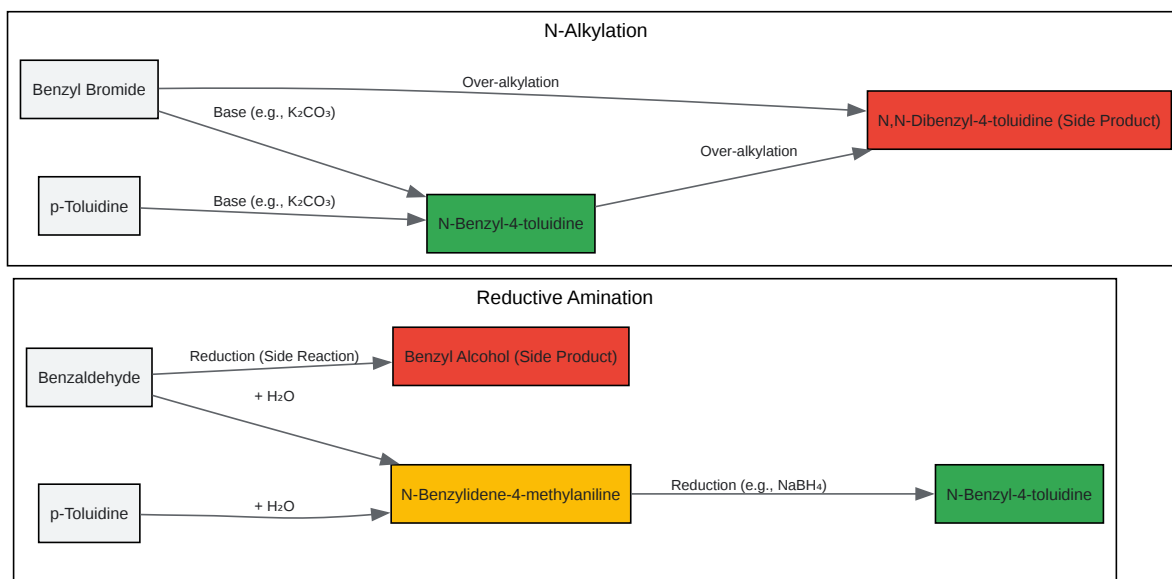 N-Alkylation
Benzyl Bromide
Over-alkylation
Base (e.g., K₂CO₃)
N,N-Dibenzyl-4-toluidine (Side Product)
Over-alkylation
p-Toluidine
Base (e.g., K₂CO₃)
N-Benzyl-4-toluidine
Reductive Amination
Benzaldehyde
Reduction (Side Reaction)
Benzyl Alcohol (Side Product)
+ H₂O
N-Benzylidene-4-methylaniline
Reduction (e.g., NaBH₄)
N-Benzyl-4-toluidine
p-Toluidine
+ H₂O